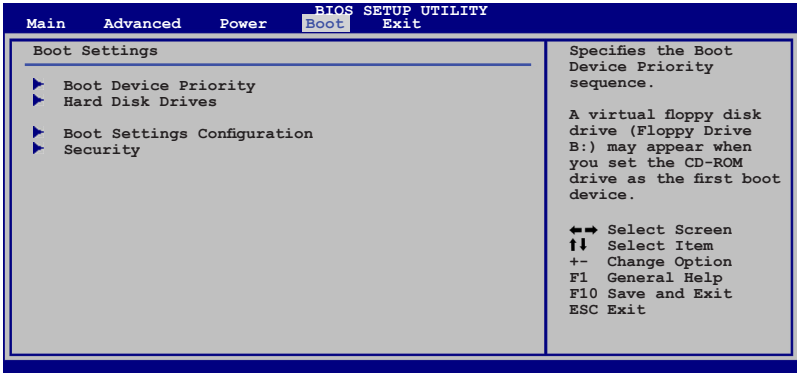 BIOS SETUP UTILITY
Main Advanced Power Boot Exit
Boot Settings
Boot Device Priority
Hard Disk Drives
Boot Settings Configuration
Security
Specifies the Boot
Device Priority
sequence.
A virtual floppy disk
drive (Floppy Drive
B:) may appear when
you set the CD-ROM
drive as the first boot
device.
←→ Select Screen
↑↓ Select Item
+- Change Option
F1 General Help
F10 Save and Exit
ESC Exit